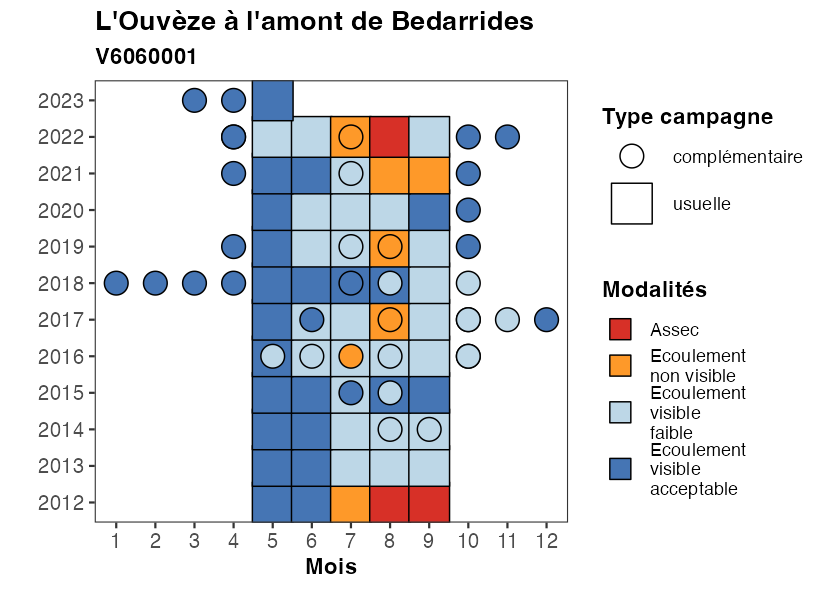 L'Ouvèze à l'amont de Bedarrides
V6060001
2023
2022
2021
2020
2019
2018
2017
2016
2015
2014
2013
2012
1 2 3 4 5 6 7 8 9 10 11 12
Mois
Type campagne
complémentaire
usuelle
Modalités
Assec
Ecoulement
non visible
Ecoulement
visible
faible
Ecoulement
visible
acceptable